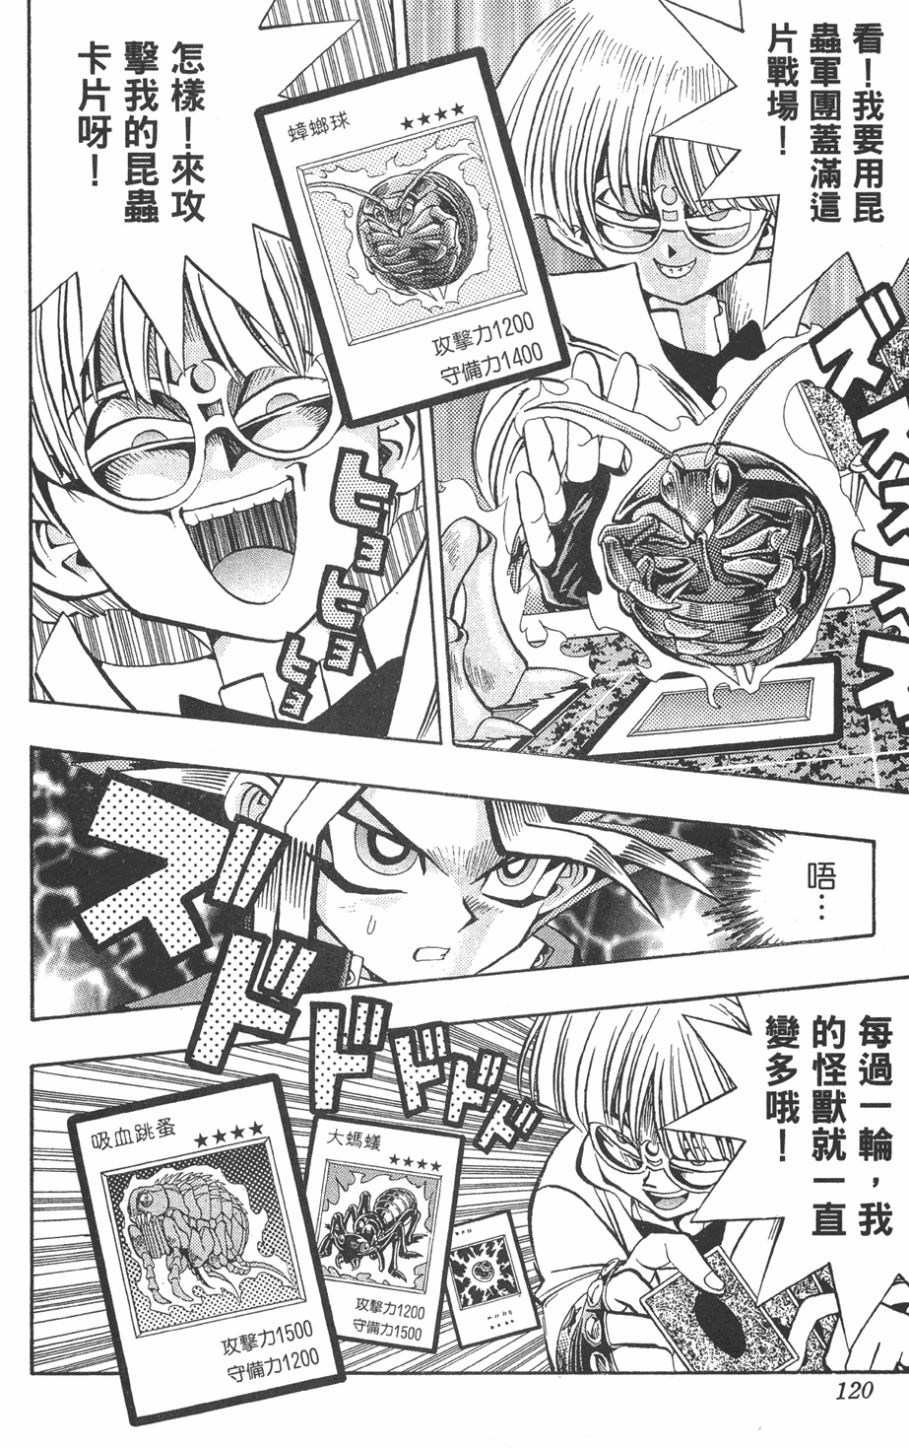 看！我要用昆
蟲軍團蓋滿這
片戰場！
蟑螂球
★★★★
攻擊力1200
守備力1400
ズ
怎樣！來攻
擊我的昆蟲
卡片呀！
ヒョ
ヒョ
ヒョ
唔…
ズ
ド
ド
ド
ド
ド
ド
ド
每過一輪，我
的怪獸就一直
變多哦！
大螞蟻
★★★★
攻擊力1200
守備力1500
吸血跳蚤
★★★★
攻擊力1500
守備力1200
120